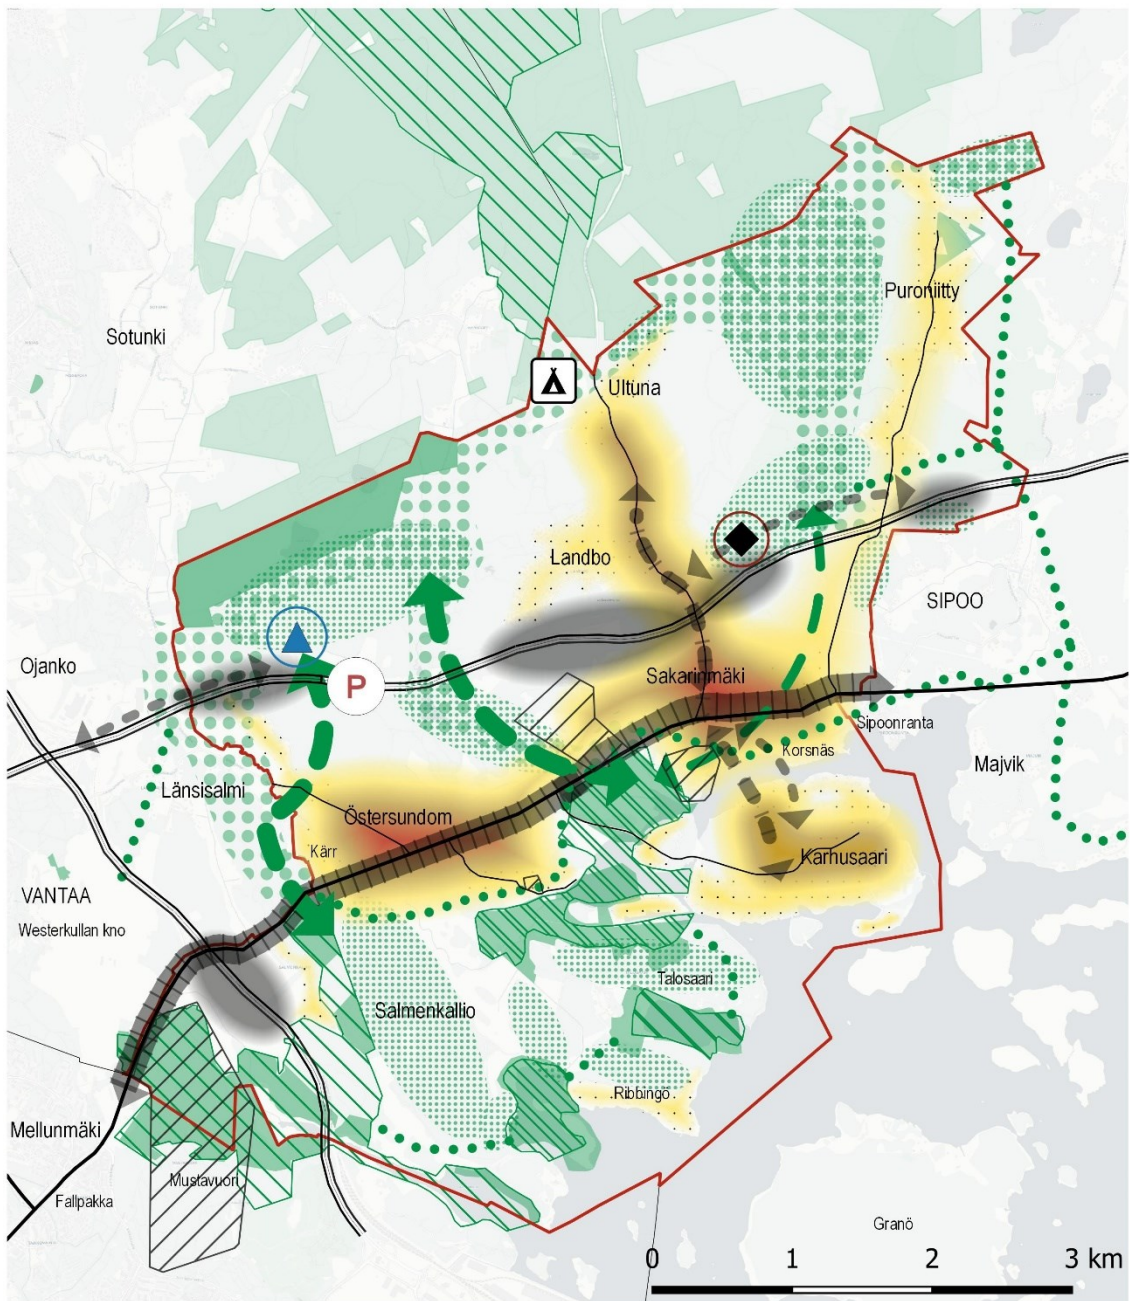 Puroniitty
Sotunki
Ultuna
Landbo
SIPOO
Ojanko
P
Sakarinmäki
Sipoonranta
Korsnäs
Majvik
Länsisalmi
Östersundom
Kärr
Karhusaari
VANTAA
Westerkullan kno
Talosaari
Salmenkallio
Ribbingö
Mellunmäki
Mustavuori
Fallpakka
Granö
0 1 2 3 km